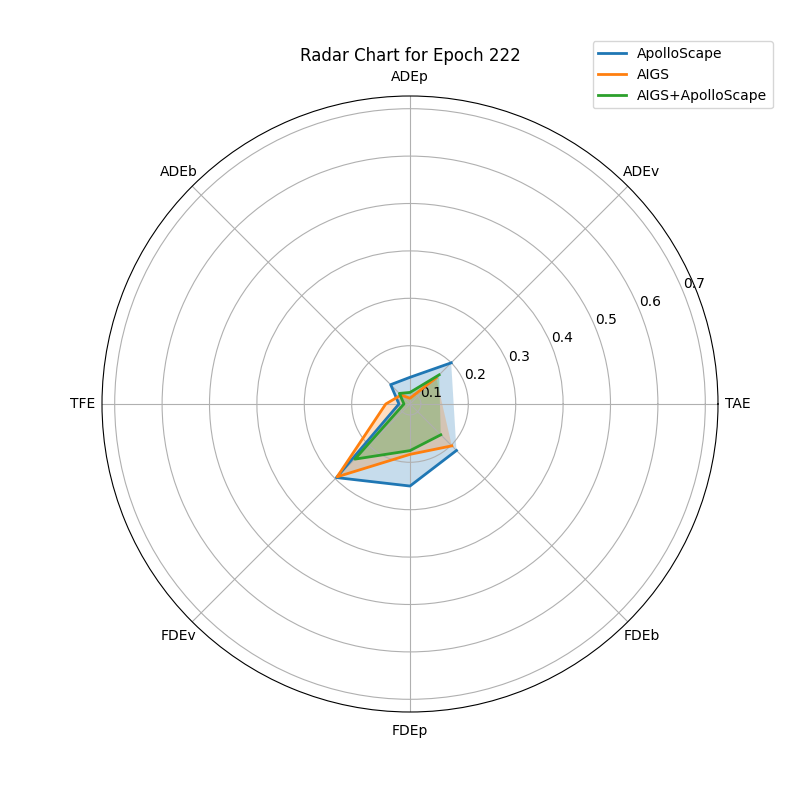 Radar Chart for Epoch 222
ApolloScape
AIGS
AIGS+ApolloScape
ADEp
ADEb
ADEv
0.7
0.6
0.5
0.4
0.3
0.2
0.1
TFE
TAE
FDEv
FDEb
FDEp